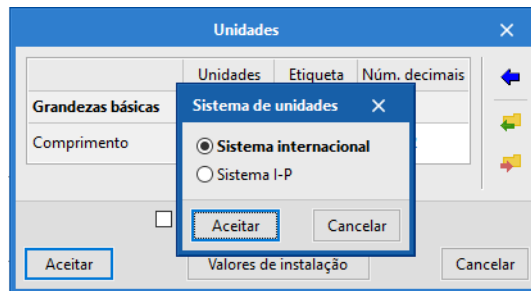 Unidades
Unidades Etiqueta Núm. decimais
Grandezas básicas
Sistema de unidades
Comprimento
Sistema internacional
Sistema I-P
Aceitar Cancelar
Aceitar Valores de instalação Cancelar